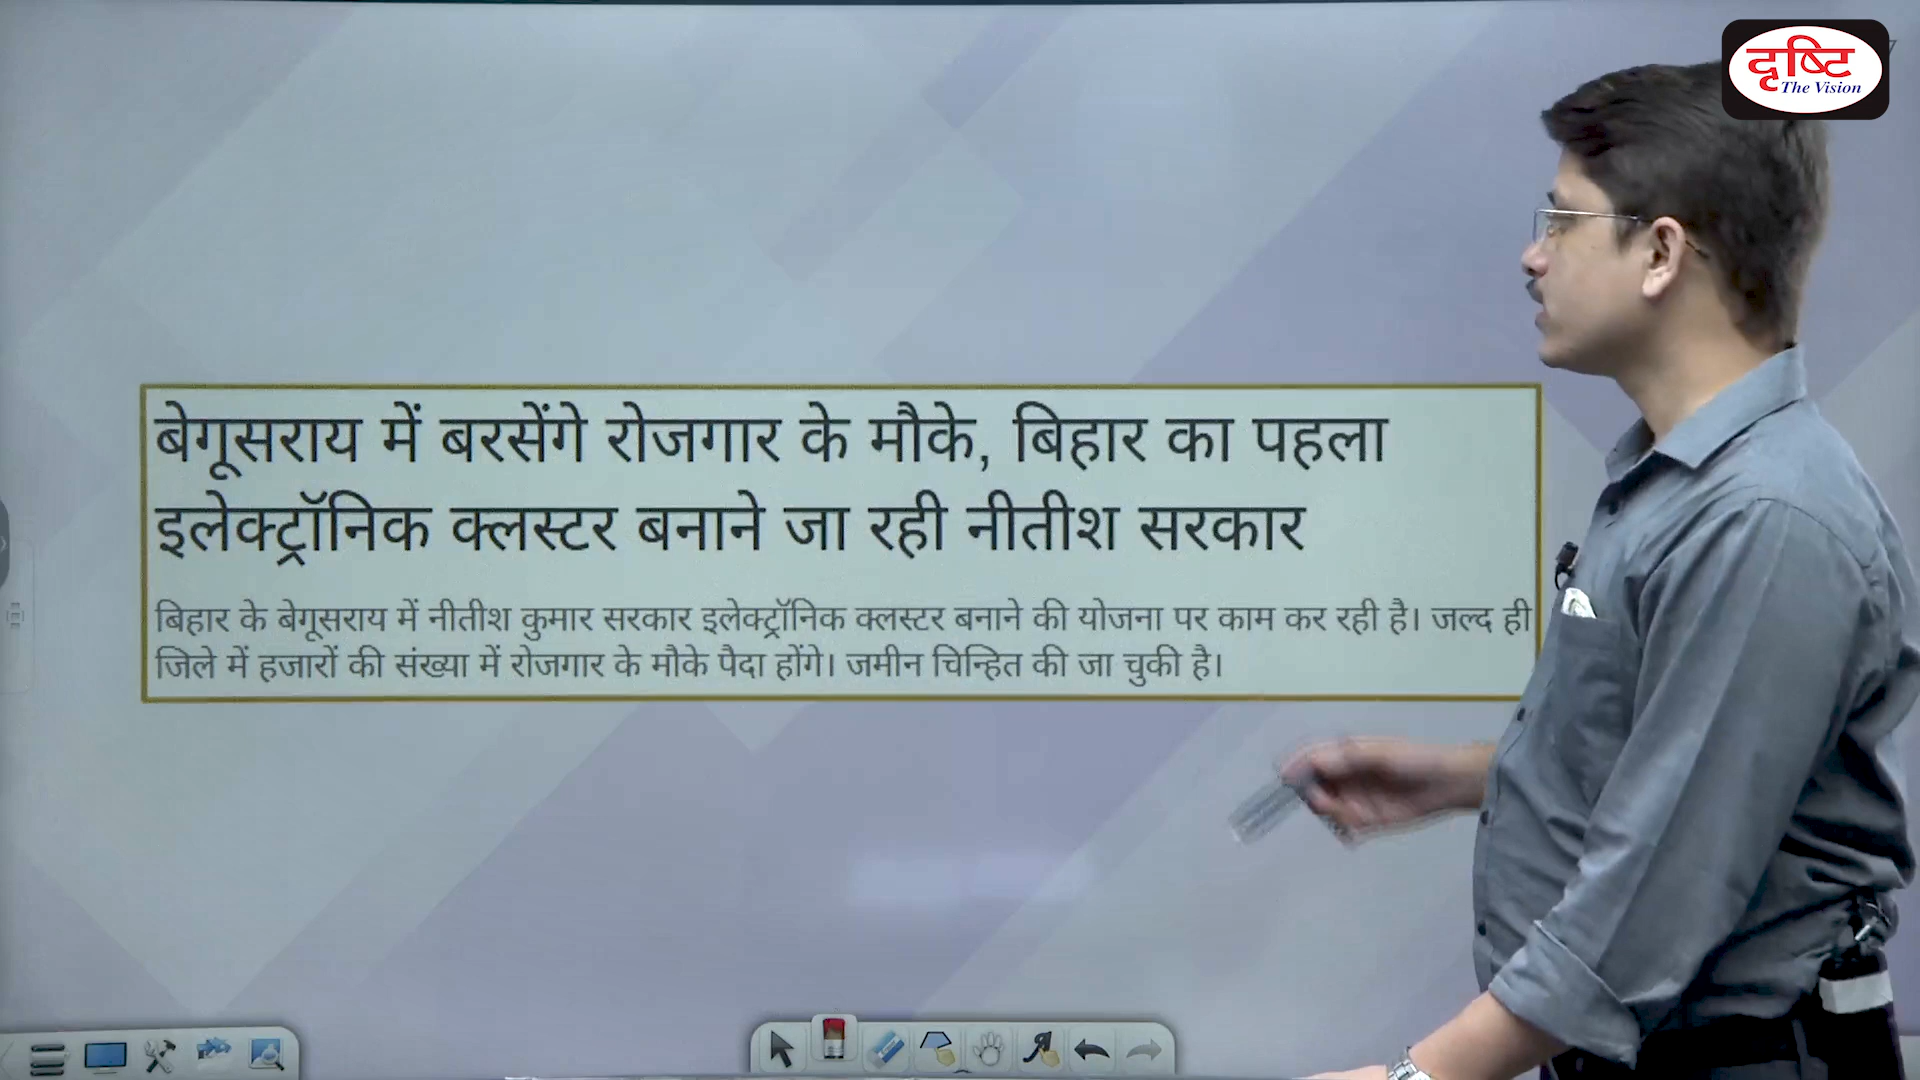 दृष्टि
The Vision
बेगूसराय में बरसेंगे रोजगार के मौके, बिहार का पहला
इलेक्ट्रॉनिक क्लस्टर बनाने जा रही नीतीश सरकार
बिहार के बेगूसराय में नीतीश कुमार सरकार इलेक्ट्रॉनिक क्लस्टर बनाने की योजना पर काम कर रही है। जल्द ही
जिले में हजारों की संख्या में रोजगार के मौके पैदा होंगे। जमीन चिन्हित की जा चुकी है।